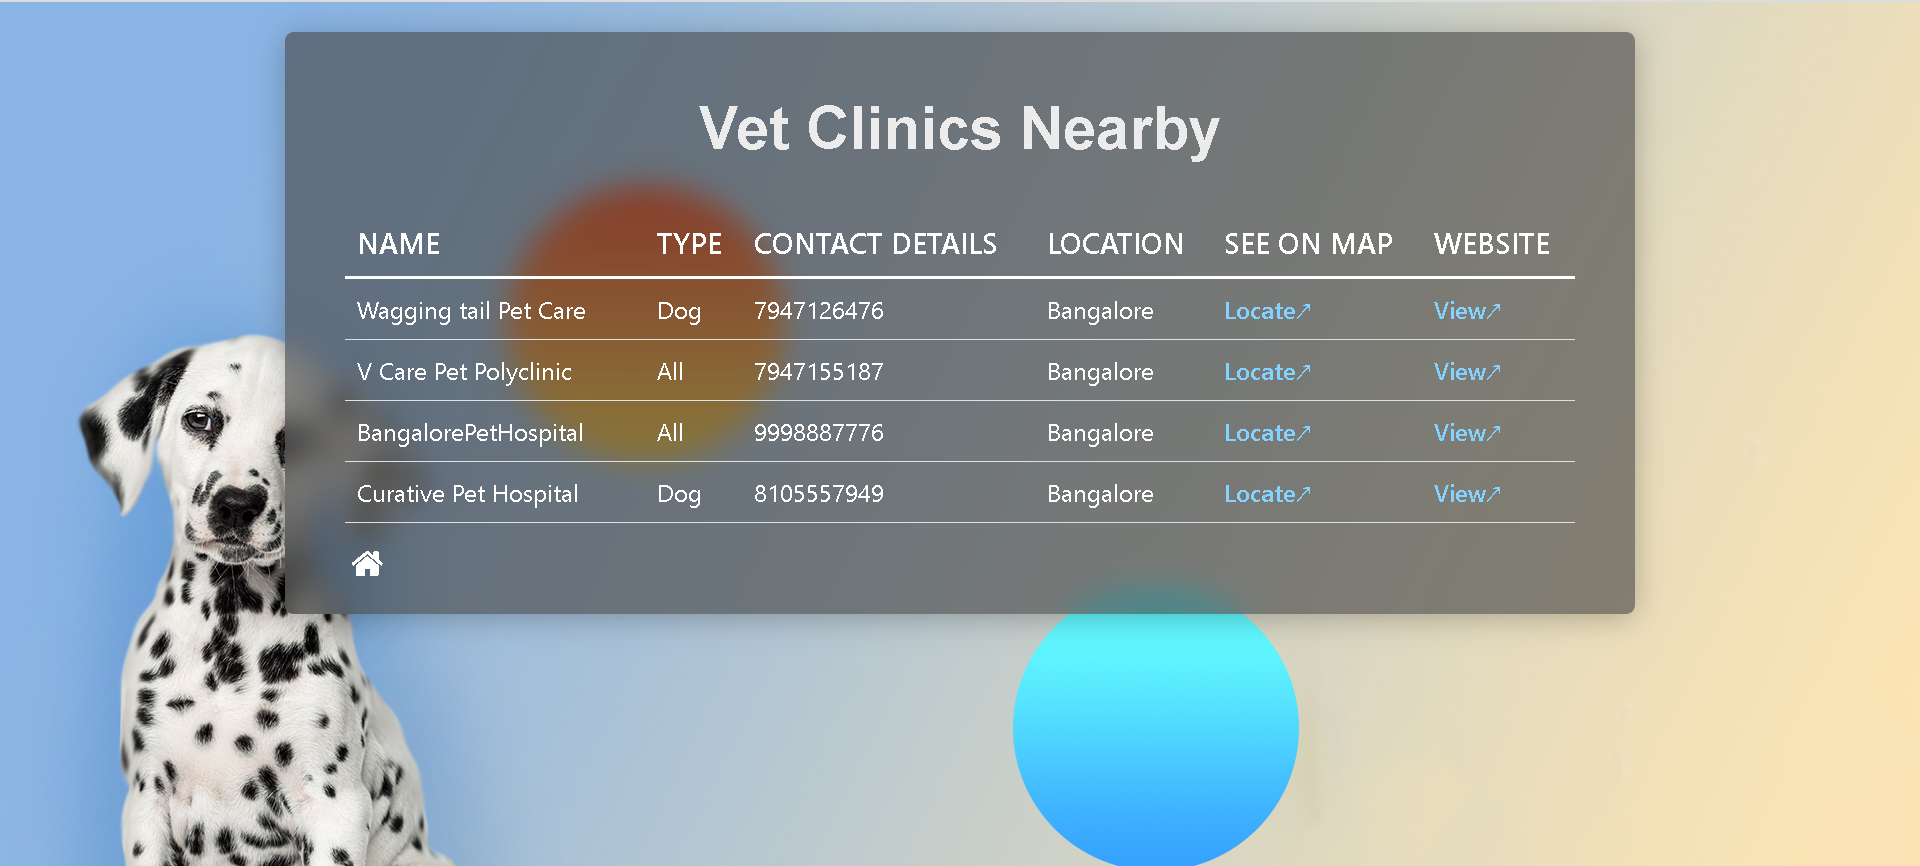 Vet Clinics Nearby
NAME TYPE CONTACT DETAILS LOCATION SEE ON MAP WEBSITE
Wagging tail Pet Care Dog 7947126476 Bangalore Locate↗ View↗
V Care Pet Polyclinic All 7947155187 Bangalore Locate↗ View↗
BangalorePetHospital All 9998887776 Bangalore Locate↗ View↗
Curative Pet Hospital Dog 8105557949 Bangalore Locate↗ View↗